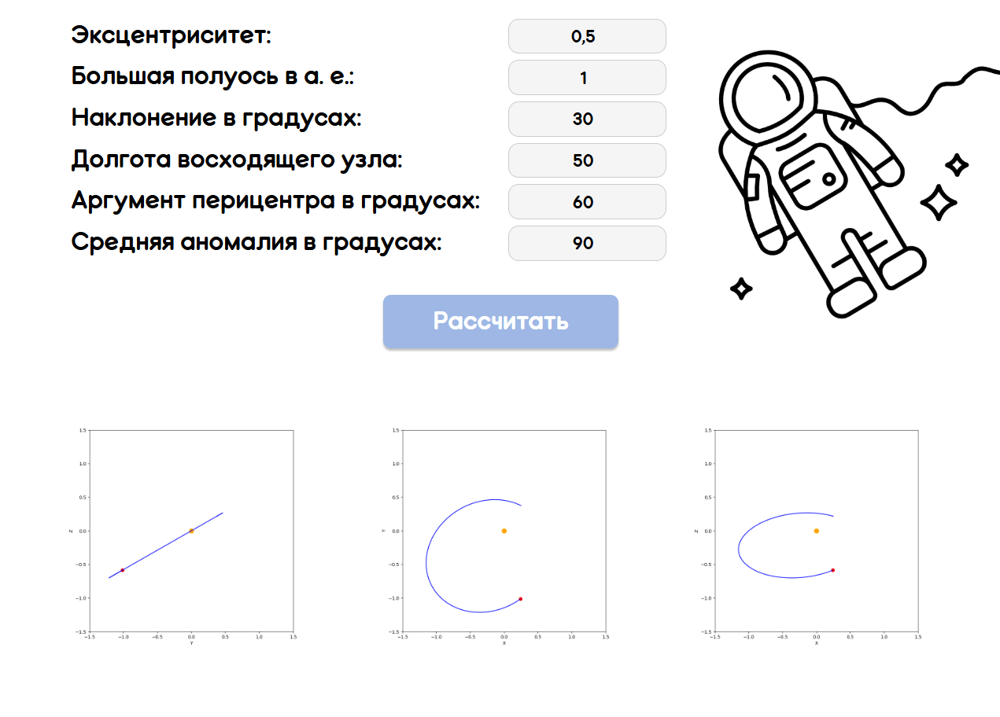 Эксцентриситет: 0,5
Большая полуось в а. е.: 1
Наклонение в градусах: 30
Долгота восходящего узла: 50
Аргумент перицентра в градусах: 60
Средняя аномалия в градусах: 90
Рассчитать
1.5
1.0
0.5
0.0
−0.5
−1.0
−1.5
Z
−1.5 −1.0 −0.5 0.0 0.5 1.0 1.5
Y
1.5
1.0
0.5
0.0
−0.5
−1.0
−1.5
Y
−1.5 −1.0 −0.5 0.0 0.5 1.0 1.5
X
1.5
1.0
0.5
0.0
−0.5
−1.0
−1.5
Z
−1.5 −1.0 −0.5 0.0 0.5 1.0 1.5
X